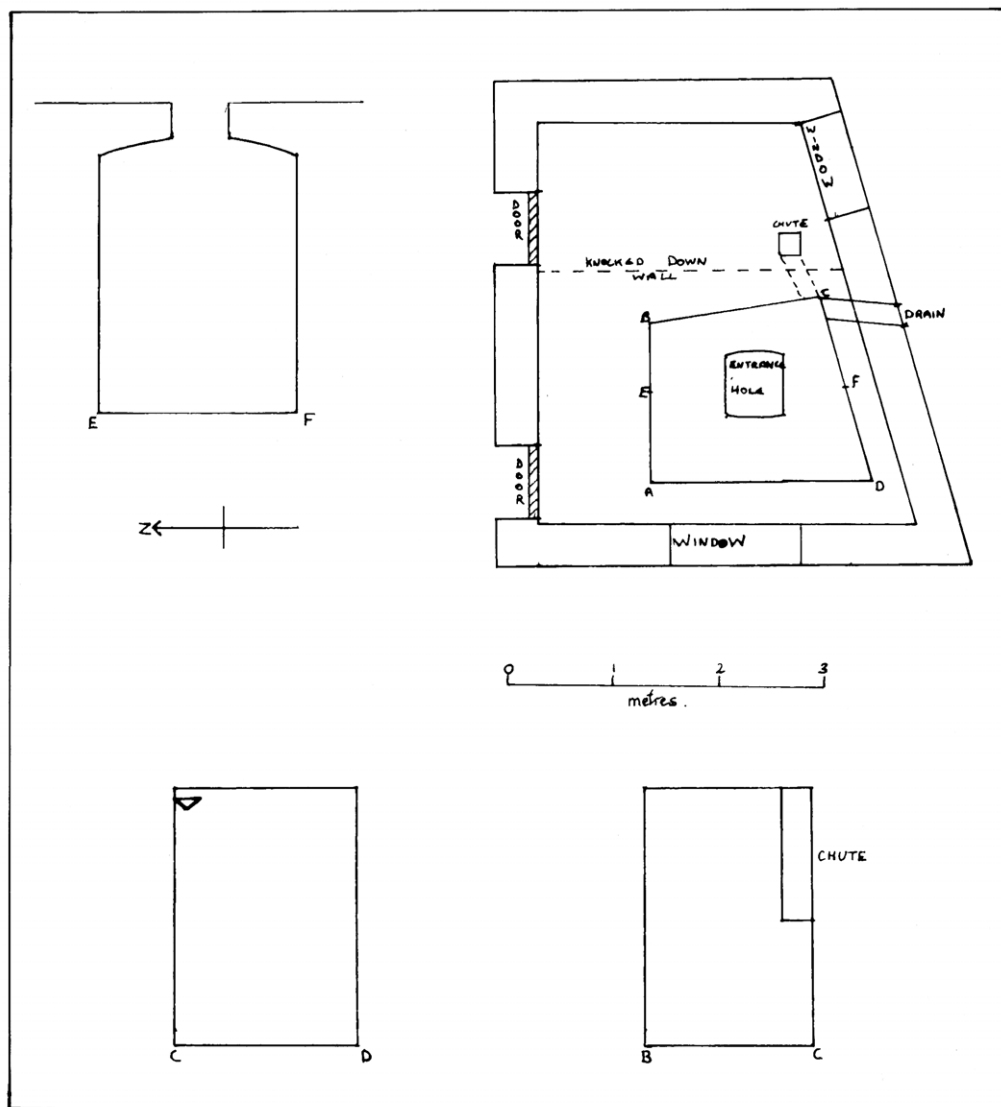 WINDOW
DOOR
CHUTE
KNOCKED DOWN
WALL
C
B
DRAIN
ENTRANCE
HOLE
E
F
E
F
DOOR
A
D
WINDOW
Z
0 1 2 3
metres.
CHUTE
C
D
B
C